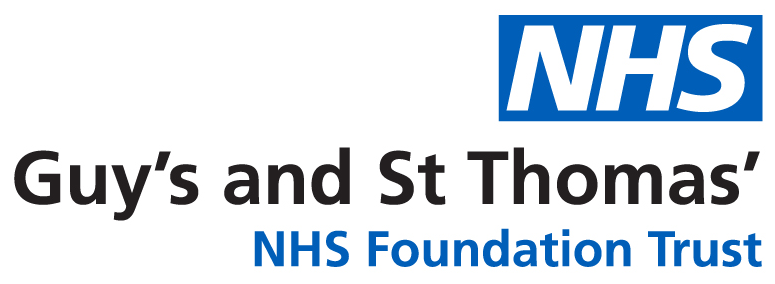 NHS
Guy’s and St Thomas’
NHS Foundation Trust